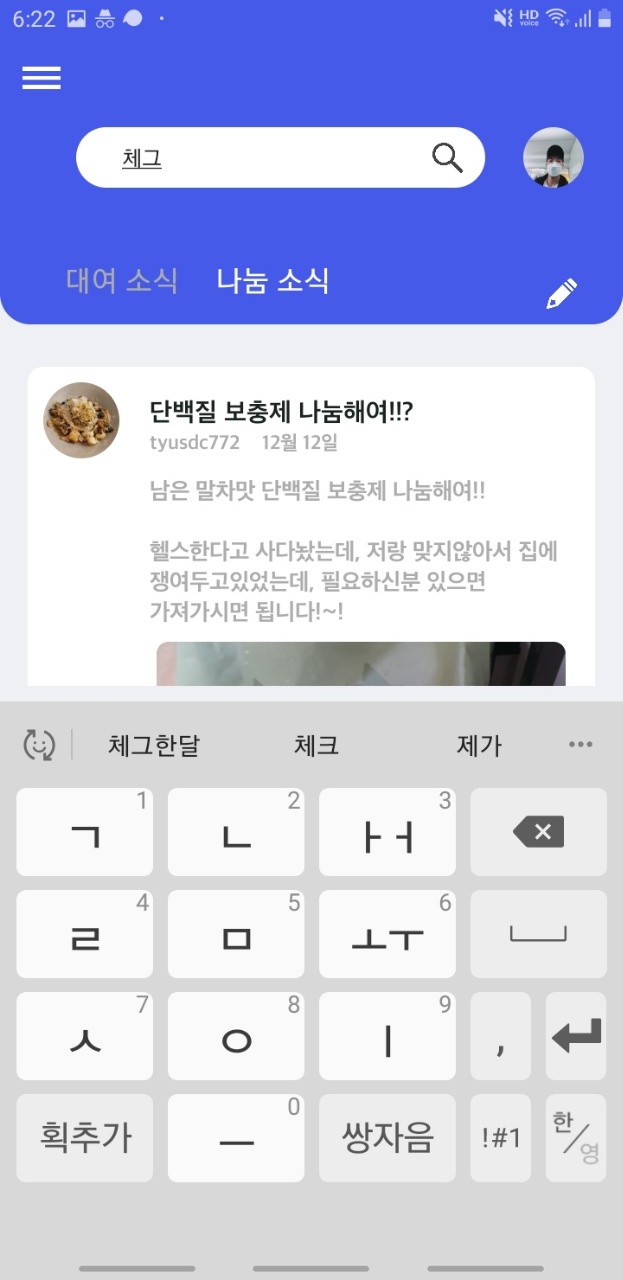 6:22 HD voice
체그
대여 소식 나눔 소식
단백질 보충제 나눔해여!!?
tyusdc772 12월 12일
남은 말차맛 단백질 보충제 나눔해여!!
헬스한다고 사다놨는데, 저랑 맞지않아서 집에
쟁여두고있었는데, 필요하신분 있으면
가져가시면 됩니다!~!
체그한달 체크 제가 •••
ㄱ 1 ㄴ 2 ㅏㅓ 3
ㄹ 4 ㅁ 5 ㅗㅜ 6
ㅅ 7 ㅇ 8 ㅣ 9 ,
획추가 ㅡ 0 쌍자음 !#1 한/영